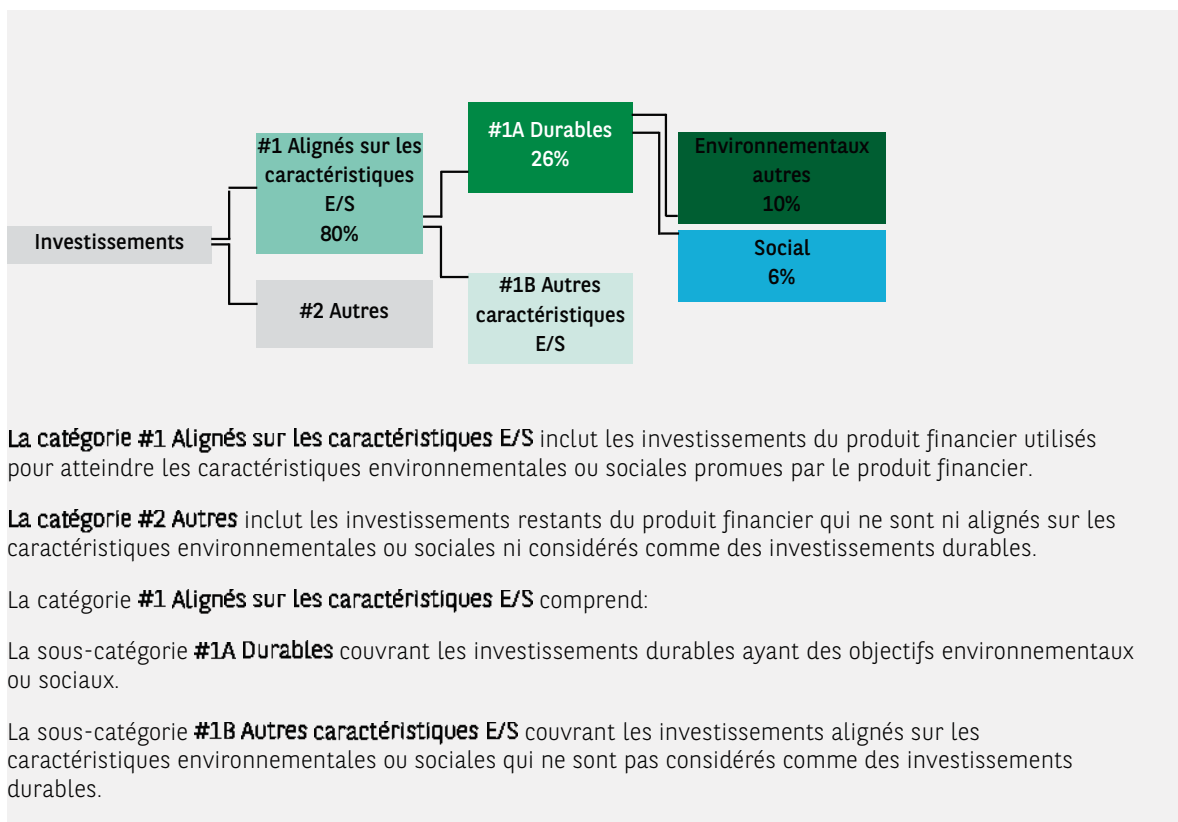 #1 Alignés sur les
caractéristiques
E/S
80%
#1A Durables
26%
Environnementaux
autres
10%
Investissements
Social
6%
#2 Autres
#1B Autres
caractéristiques
E/S
La catégorie #1 Alignés sur les caractéristiques E/S inclut les investissements du produit financier utilisés
pour atteindre les caractéristiques environnementales ou sociales promues par le produit financier.
La catégorie #2 Autres inclut les investissements restants du produit financier qui ne sont ni alignés sur les
caractéristiques environnementales ou sociales ni considérés comme des investissements durables.
La catégorie #1 Alignés sur les caractéristiques E/S comprend:
La sous-catégorie #1A Durables couvrant les investissements durables ayant des objectifs environnementaux
ou sociaux.
La sous-catégorie #1B Autres caractéristiques E/S couvrant les investissements alignés sur les
caractéristiques environnementales ou sociales qui ne sont pas considérés comme des investissements
durables.